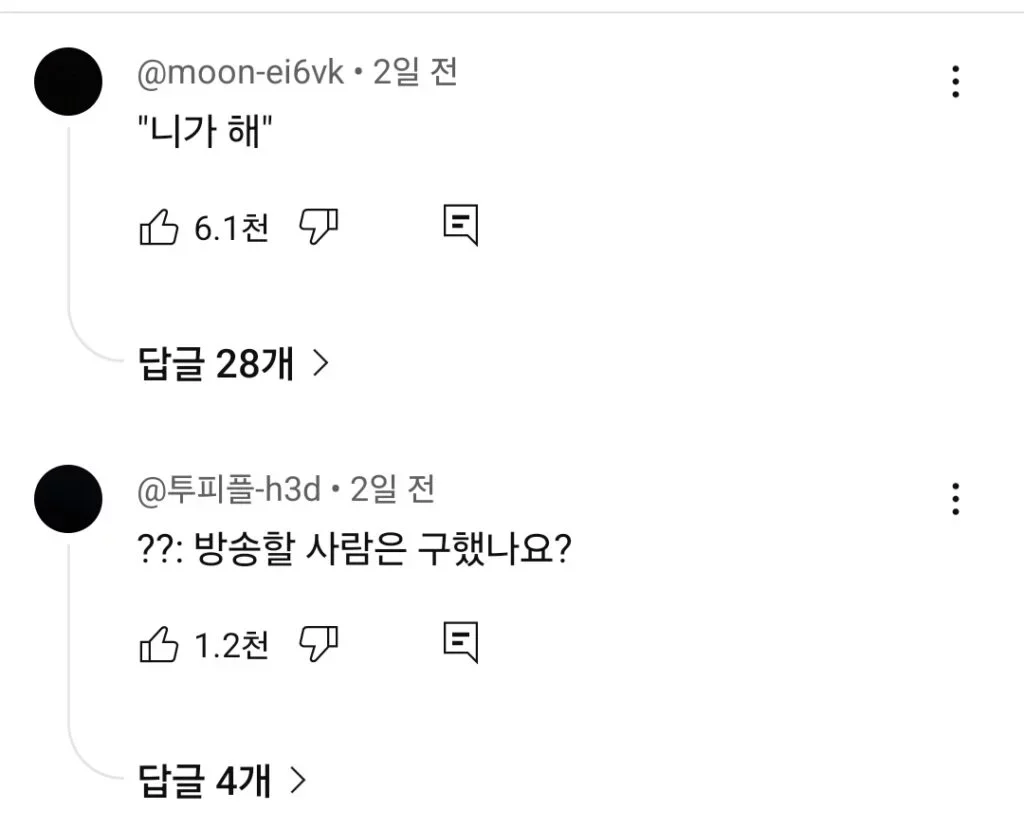 @moon-ei6vk • 2일 전
"니가 해"
6.1천
답글 28개
@투피플-h3d • 2일 전
??: 방송할 사람은 구했나요?
1.2천
답글 4개